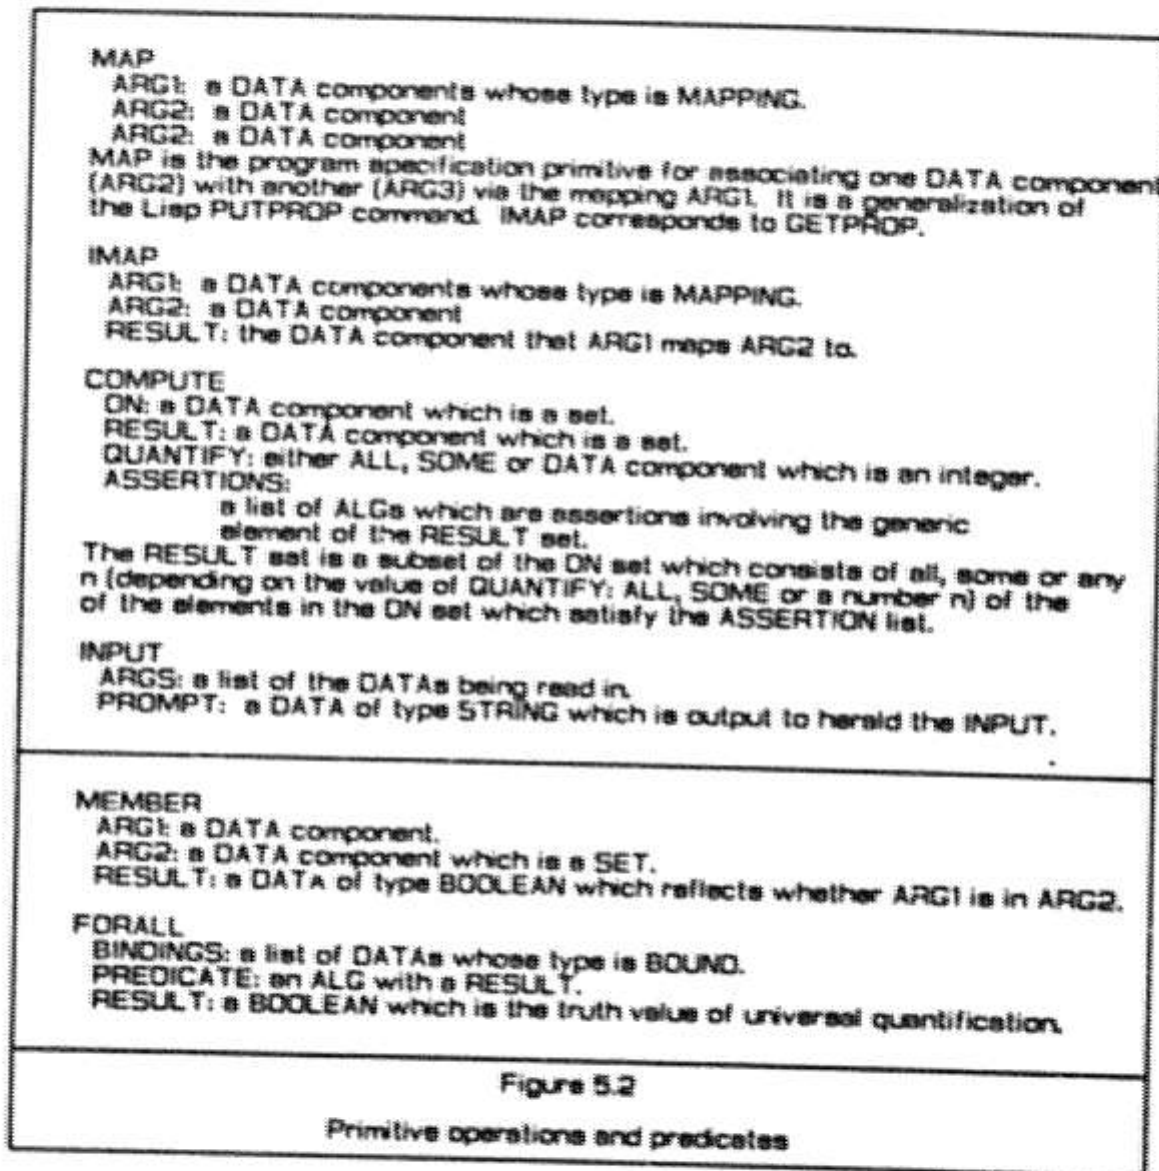 MAP
ARG1: a DATA components whose type is MAPPING.
ARG2: a DATA component
ARG2: a DATA component
MAP is the program specification primitive for associating one DATA component
(ARG2) with another (ARG3) via the mapping ARG1. It is a generalization of
the Lisp PUTPROP command. IMAP corresponds to GETPROP.
IMAP
ARG1: a DATA components whose type is MAPPING.
ARG2: a DATA component
RESULT: the DATA component that ARG1 maps ARG2 to.
COMPUTE
ON: a DATA component which is a set.
RESULT: a DATA component which is a set.
QUANTIFY: either ALL, SOME or DATA component which is an integer.
ASSERTIONS:
a list of ALGs which are assertions involving the generic
element of the RESULT set.
The RESULT set is a subset of the ON set which consists of all, some or any
n (depending on the value of QUANTIFY: ALL, SOME or a number n) of the
of the elements in the ON set which satisfy the ASSERTION list.
INPUT
ARGS: a list of the DATAs being read in.
PROMPT: a DATA of type STRING which is output to herald the INPUT.
MEMBER
ARG1: a DATA component.
ARG2: a DATA component which is a SET.
RESULT: a DATA of type BOOLEAN which reflects whether ARG1 is in ARG2.
FORALL
BINDINGS: a list of DATAs whose type is BOUND.
PREDICATE: an ALG with a RESULT.
RESULT: a BOOLEAN which is the truth value of universal quantification.
Figure 5.2
Primitive operations and predicates